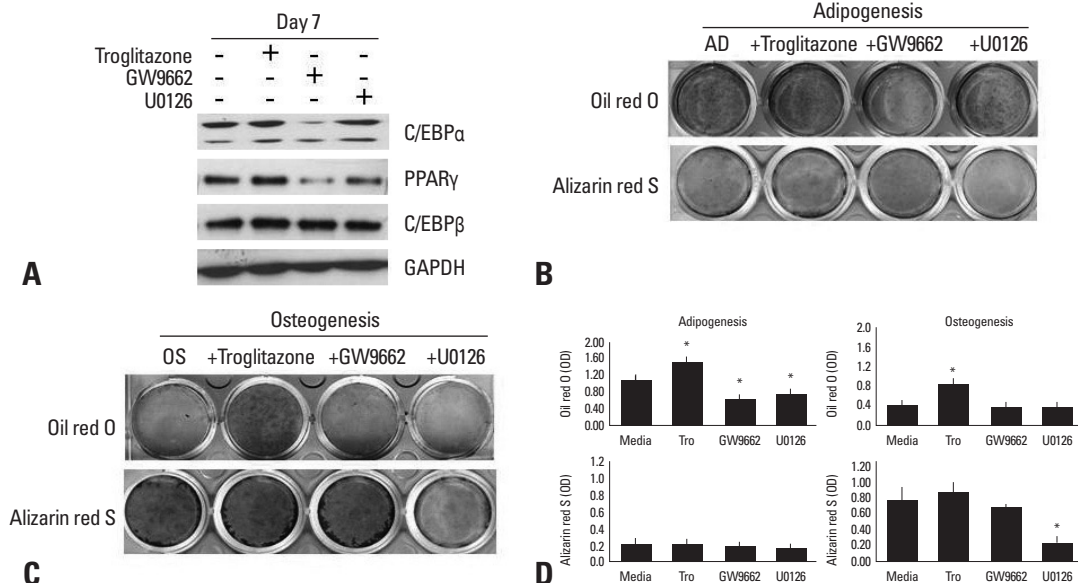 Day 7
Troglitazone - + - -
GW9662 - - + -
U0126 - - - +
C/EBPα
PPARγ
C/EBPβ
GAPDH
A
Adipogenesis
AD +Troglitazone +GW9662 +U0126
Oil red O
Alizarin red S
B
Osteogenesis
OS +Troglitazone +GW9662 +U0126
Oil red O
Alizarin red S
C
Adipogenesis
Oil red O (OD)
2.00
1.60
1.20
0.80
0.40
0.00
* * *
Media Tro GW9662 U0126
Osteogenesis
Oil red O (OD)
2.0
1.6
1.2
0.8
0.4
0.0
*
Media Tro GW9662 U0126
Alizarin red S (OD)
1.2
1.0
0.8
0.6
0.4
0.2
0.0
Media Tro GW9662 U0126
Alizarin red S (OD)
1.20
1.00
0.80
0.60
0.40
0.20
0.00
*
Media Tro GW9662 U0126
D